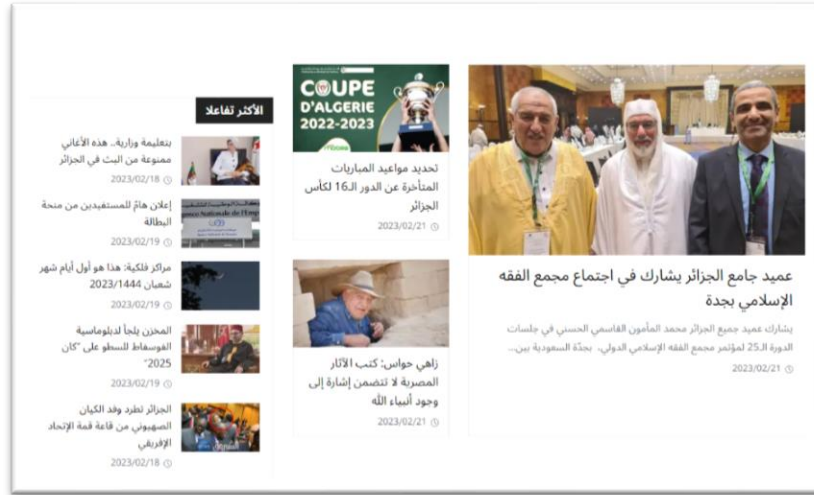 عميد جامع الجزائر يشارك في اجتماع مجمع الفقه
الإسلامي بجدة
يشارك عميد جميع الجزائر محمد المأمون القاسمي الحسني في جلسات
الدورة الـ25 لمؤتمر مجمع الفقه الإسلامي الدولي، بجدّة السعودية بين...
2023/02/21
COUPE
D'ALGERIE
2022-2023
تحديد مواعيد المباريات
المتأخرة عن الدور الـ16 لكأس
الجزائر
2023/02/21
زاهي حواس: كتب الآثار
المصرية لا تتضمن إشارة إلى
وجود أنبياء الله
2023/02/21
الأكثر تفاعلا
بتعليمة وزارية.. هذه الأغاني
ممنوعة من البث في الجزائر
2023/02/18
إعلان هامّ للمستفيدين من منحة
البطالة
2023/02/19
مراكز فلكية: هذا هو أول أيام شهر
شعبان 2023/1444
2023/02/19
المخزن يلجأ لدبلوماسية
الفوسفاط للسطو على "كان
2025"
2023/02/19
الجزائر تطرد وفد الكيان
الصهيوني من قاعة قمة الإتحاد
الإفريقي
2023/02/18